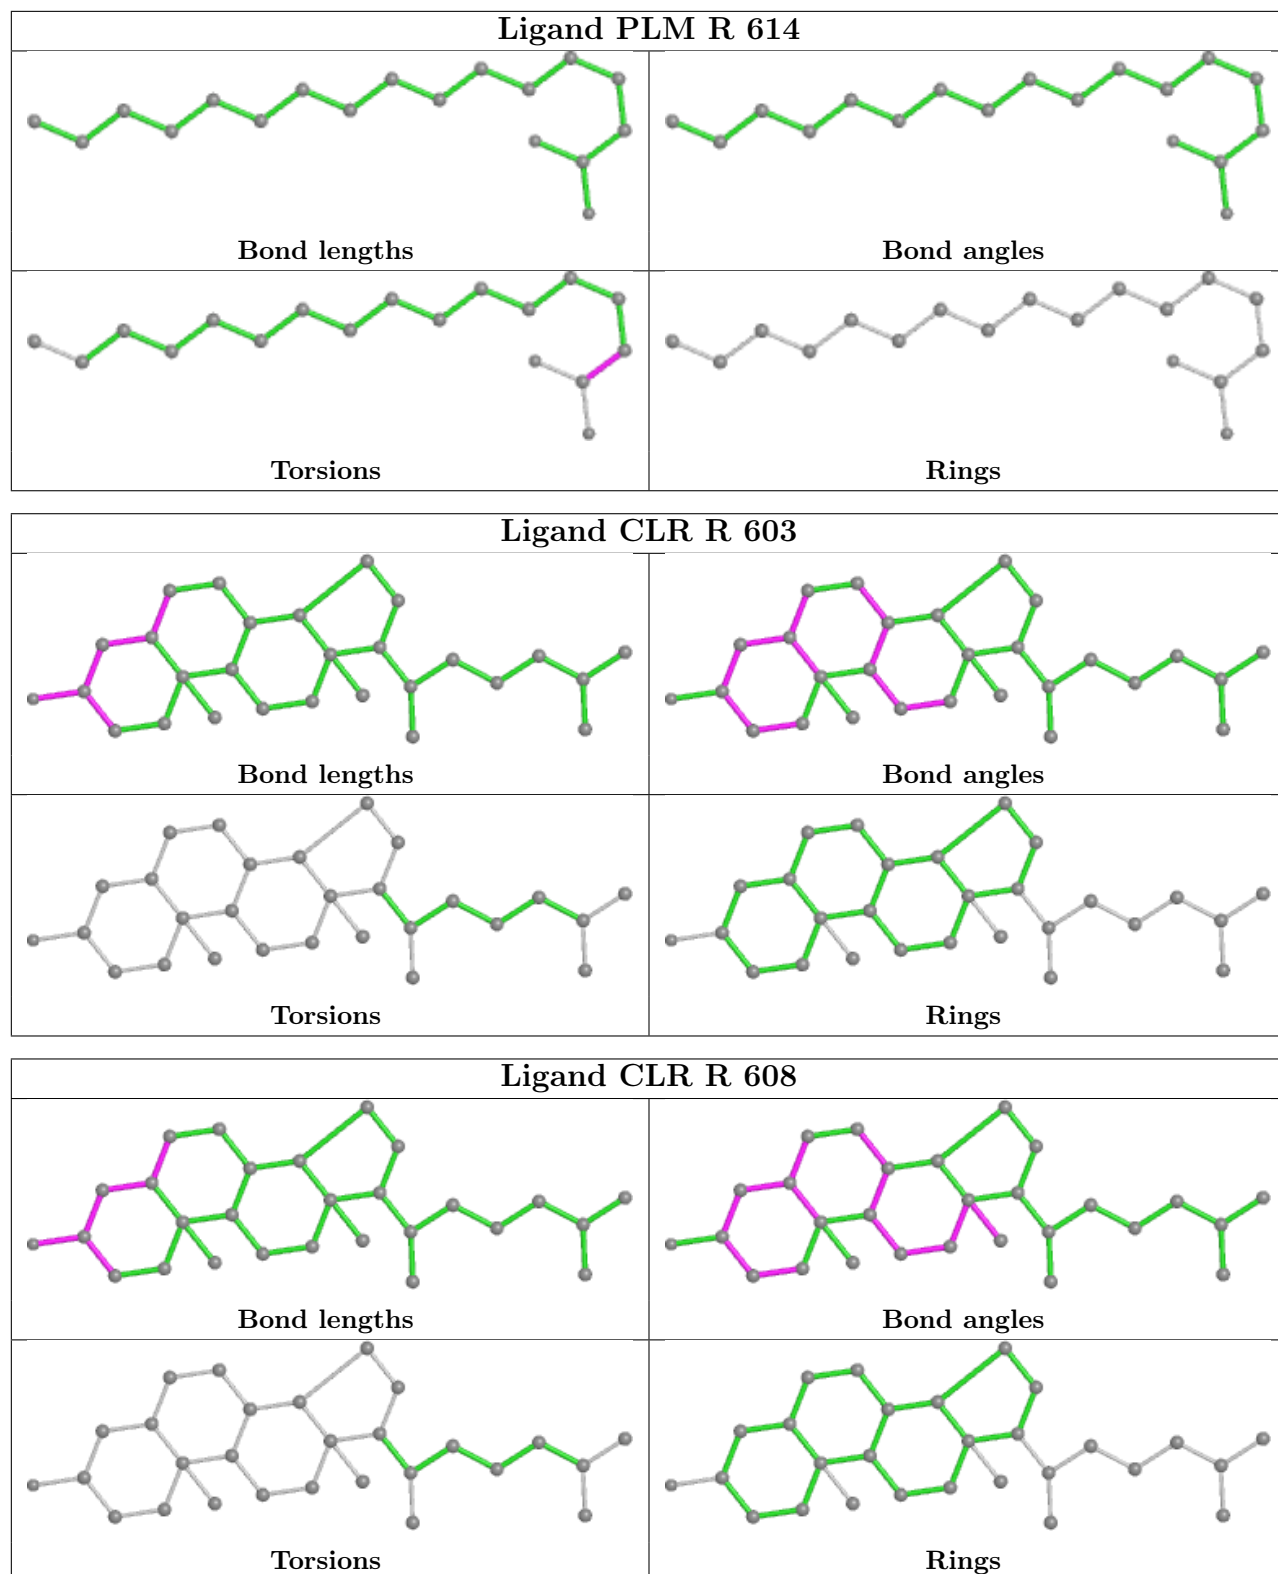 Ligand PLM R 614
Bond lengths
Bond angles
Torsions
Rings
Ligand CLR R 603
Bond lengths
Bond angles
Torsions
Rings
Ligand CLR R 608
Bond lengths
Bond angles
Torsions
Rings